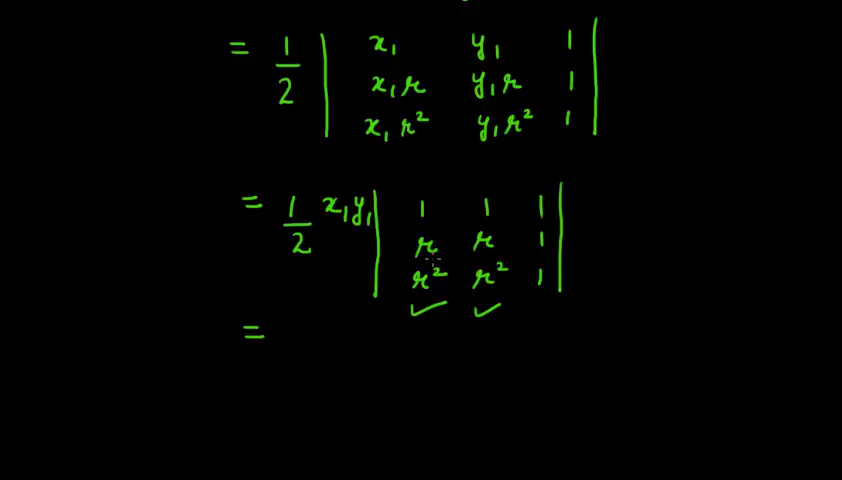 = 1/2 | x₁ y₁ 1 |
| x₁r y₁r 1 |
| x₁r² y₁r² 1 |
= 1/2 x₁y₁ | 1 1 1 |
| r r 1 |
| r² r² 1 |
✓ ✓
=